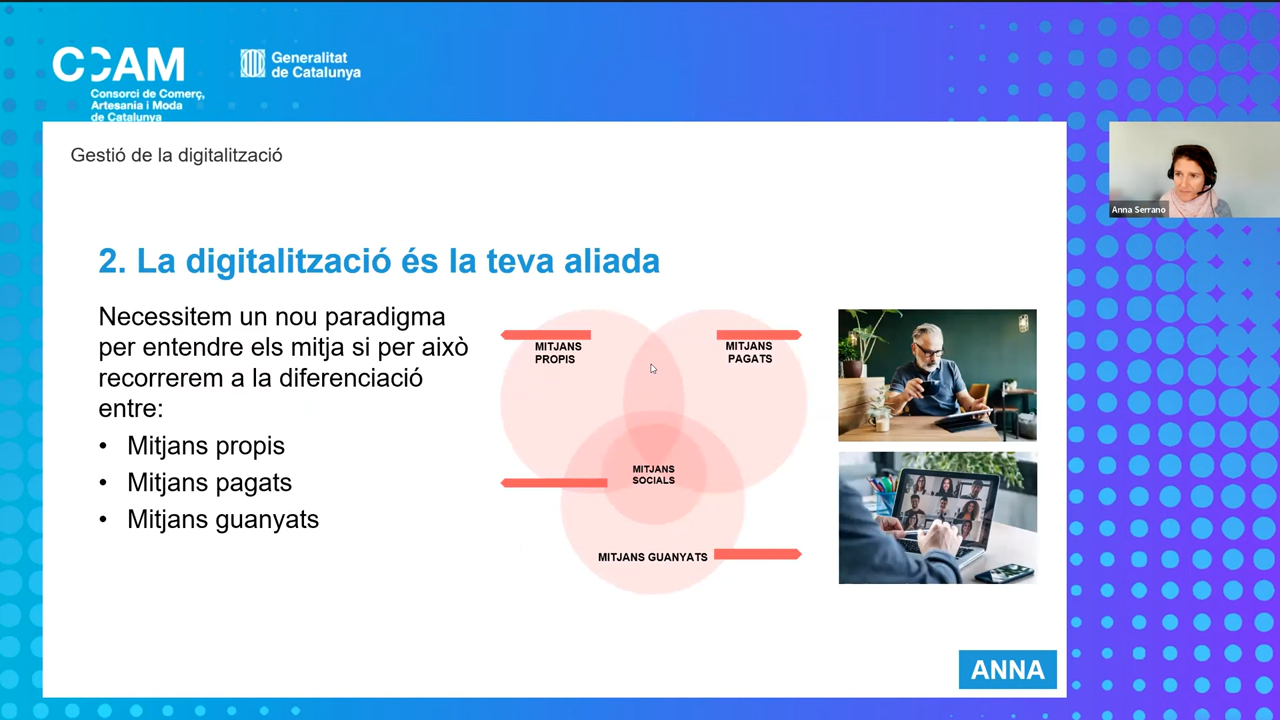 CCAM
Consorci de Comerç,
Artesania i Moda
de Catalunya
Generalitat
de Catalunya
Gestió de la digitalització
Anna Serrano
2. La digitalització és la teva aliada
Necessitem un nou paradigma
per entendre els mitja si per això
recorrerem a la diferenciació
entre:
• Mitjans propis
• Mitjans pagats
• Mitjans guanyats
MITJANS
PROPIS
MITJANS
PAGATS
MITJANS
SOCIALS
MITJANS GUANYATS
ANNA